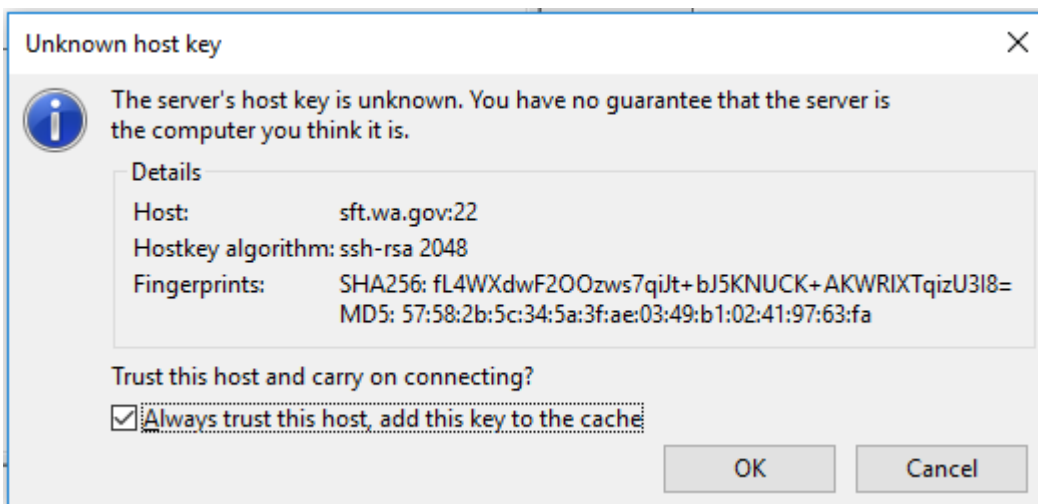 Unknown host key
The server's host key is unknown. You have no guarantee that the server is
the computer you think it is.
Details
Host: sft.wa.gov:22
Hostkey algorithm: ssh-rsa 2048
Fingerprints: SHA256: fL4WXdwF2OOzws7qiJt+bJ5KNUCK+AKWRIXTqizU3I8=
MD5: 57:58:2b:5c:34:5a:3f:ae:03:49:b1:02:41:97:63:fa
Trust this host and carry on connecting?
Always trust this host, add this key to the cache
OK Cancel